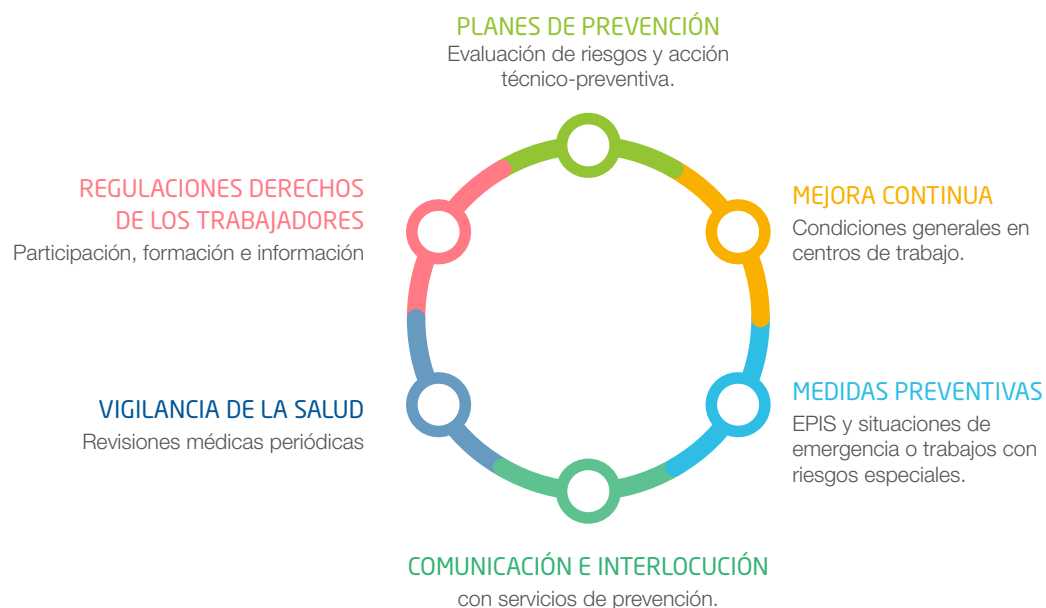 PLANES DE PREVENCIÓN
Evaluación de riesgos y acción
técnico-preventiva.
MEJORA CONTINUA
Condiciones generales en
centros de trabajo.
MEDIDAS PREVENTIVAS
EPIS y situaciones de
emergencia o trabajos con
riesgos especiales.
COMUNICACIÓN E INTERLOCUCIÓN
con servicios de prevención.
VIGILANCIA DE LA SALUD
Revisiones médicas periódicas
REGULACIONES DERECHOS
DE LOS TRABAJADORES
Participación, formación e información